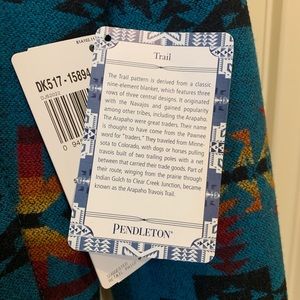 DK517-15894
Trail
The Trail pattern is derived from a classic
nine-element blanket, which features three
rows of three central designs. It originated
with the Navajos and gained popularity
among other tribes, including the Arapaho.
The Arapaho were great traders. Their name
is thought to have come from the Pawnee
word for "traders." They traveled from Minne-
sota to Colorado, with dogs or horses pulling
travois built of two trailing poles with a net
between that carried their trade goods. Part of
their route, winging from the prairie through
Indian Gulch to Clear Creek Junction, became
known as the Arapaho Travois Trail.
PENDLETON®